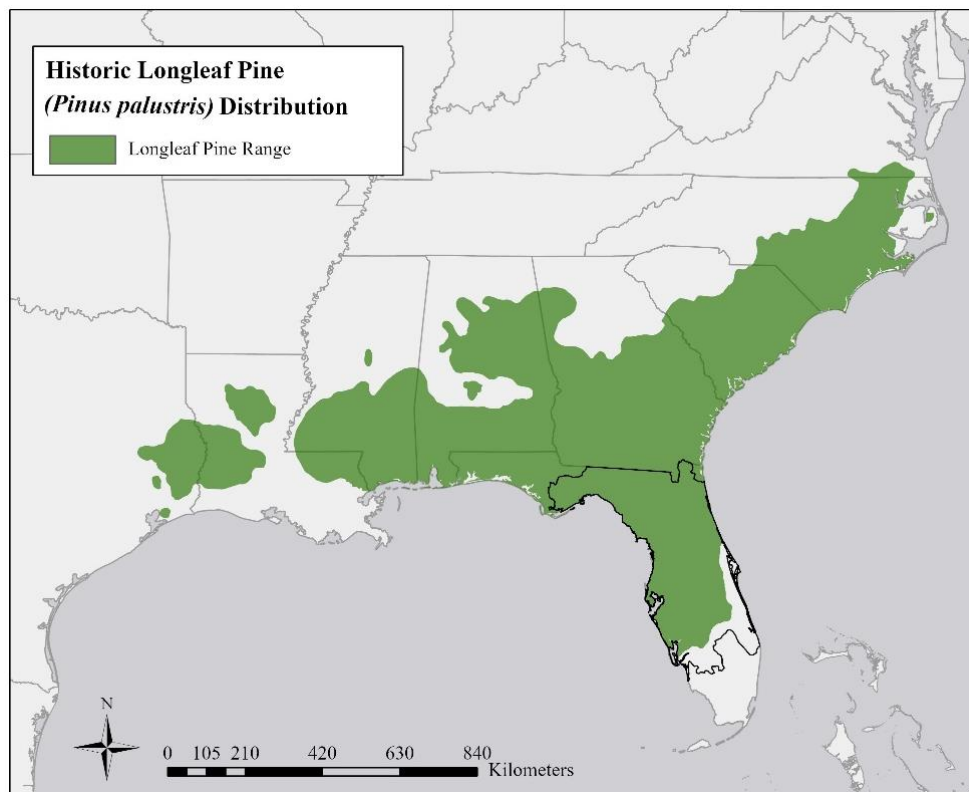 Historic Longleaf Pine
(Pinus palustris) Distribution
Longleaf Pine Range
N
0 105 210 420 630 840
Kilometers